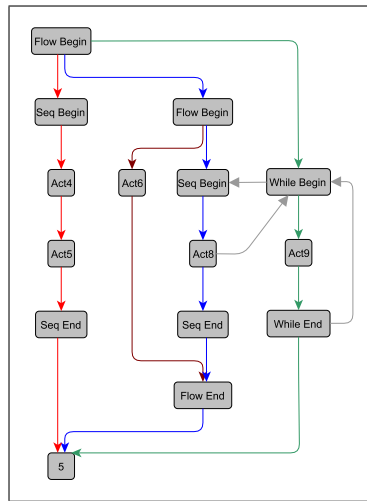 Flow Begin
Seq Begin
Flow Begin
Act4
Act6
Seq Begin
While Begin
Act5
Act8
Act9
Seq End
Seq End
While End
Flow End
5